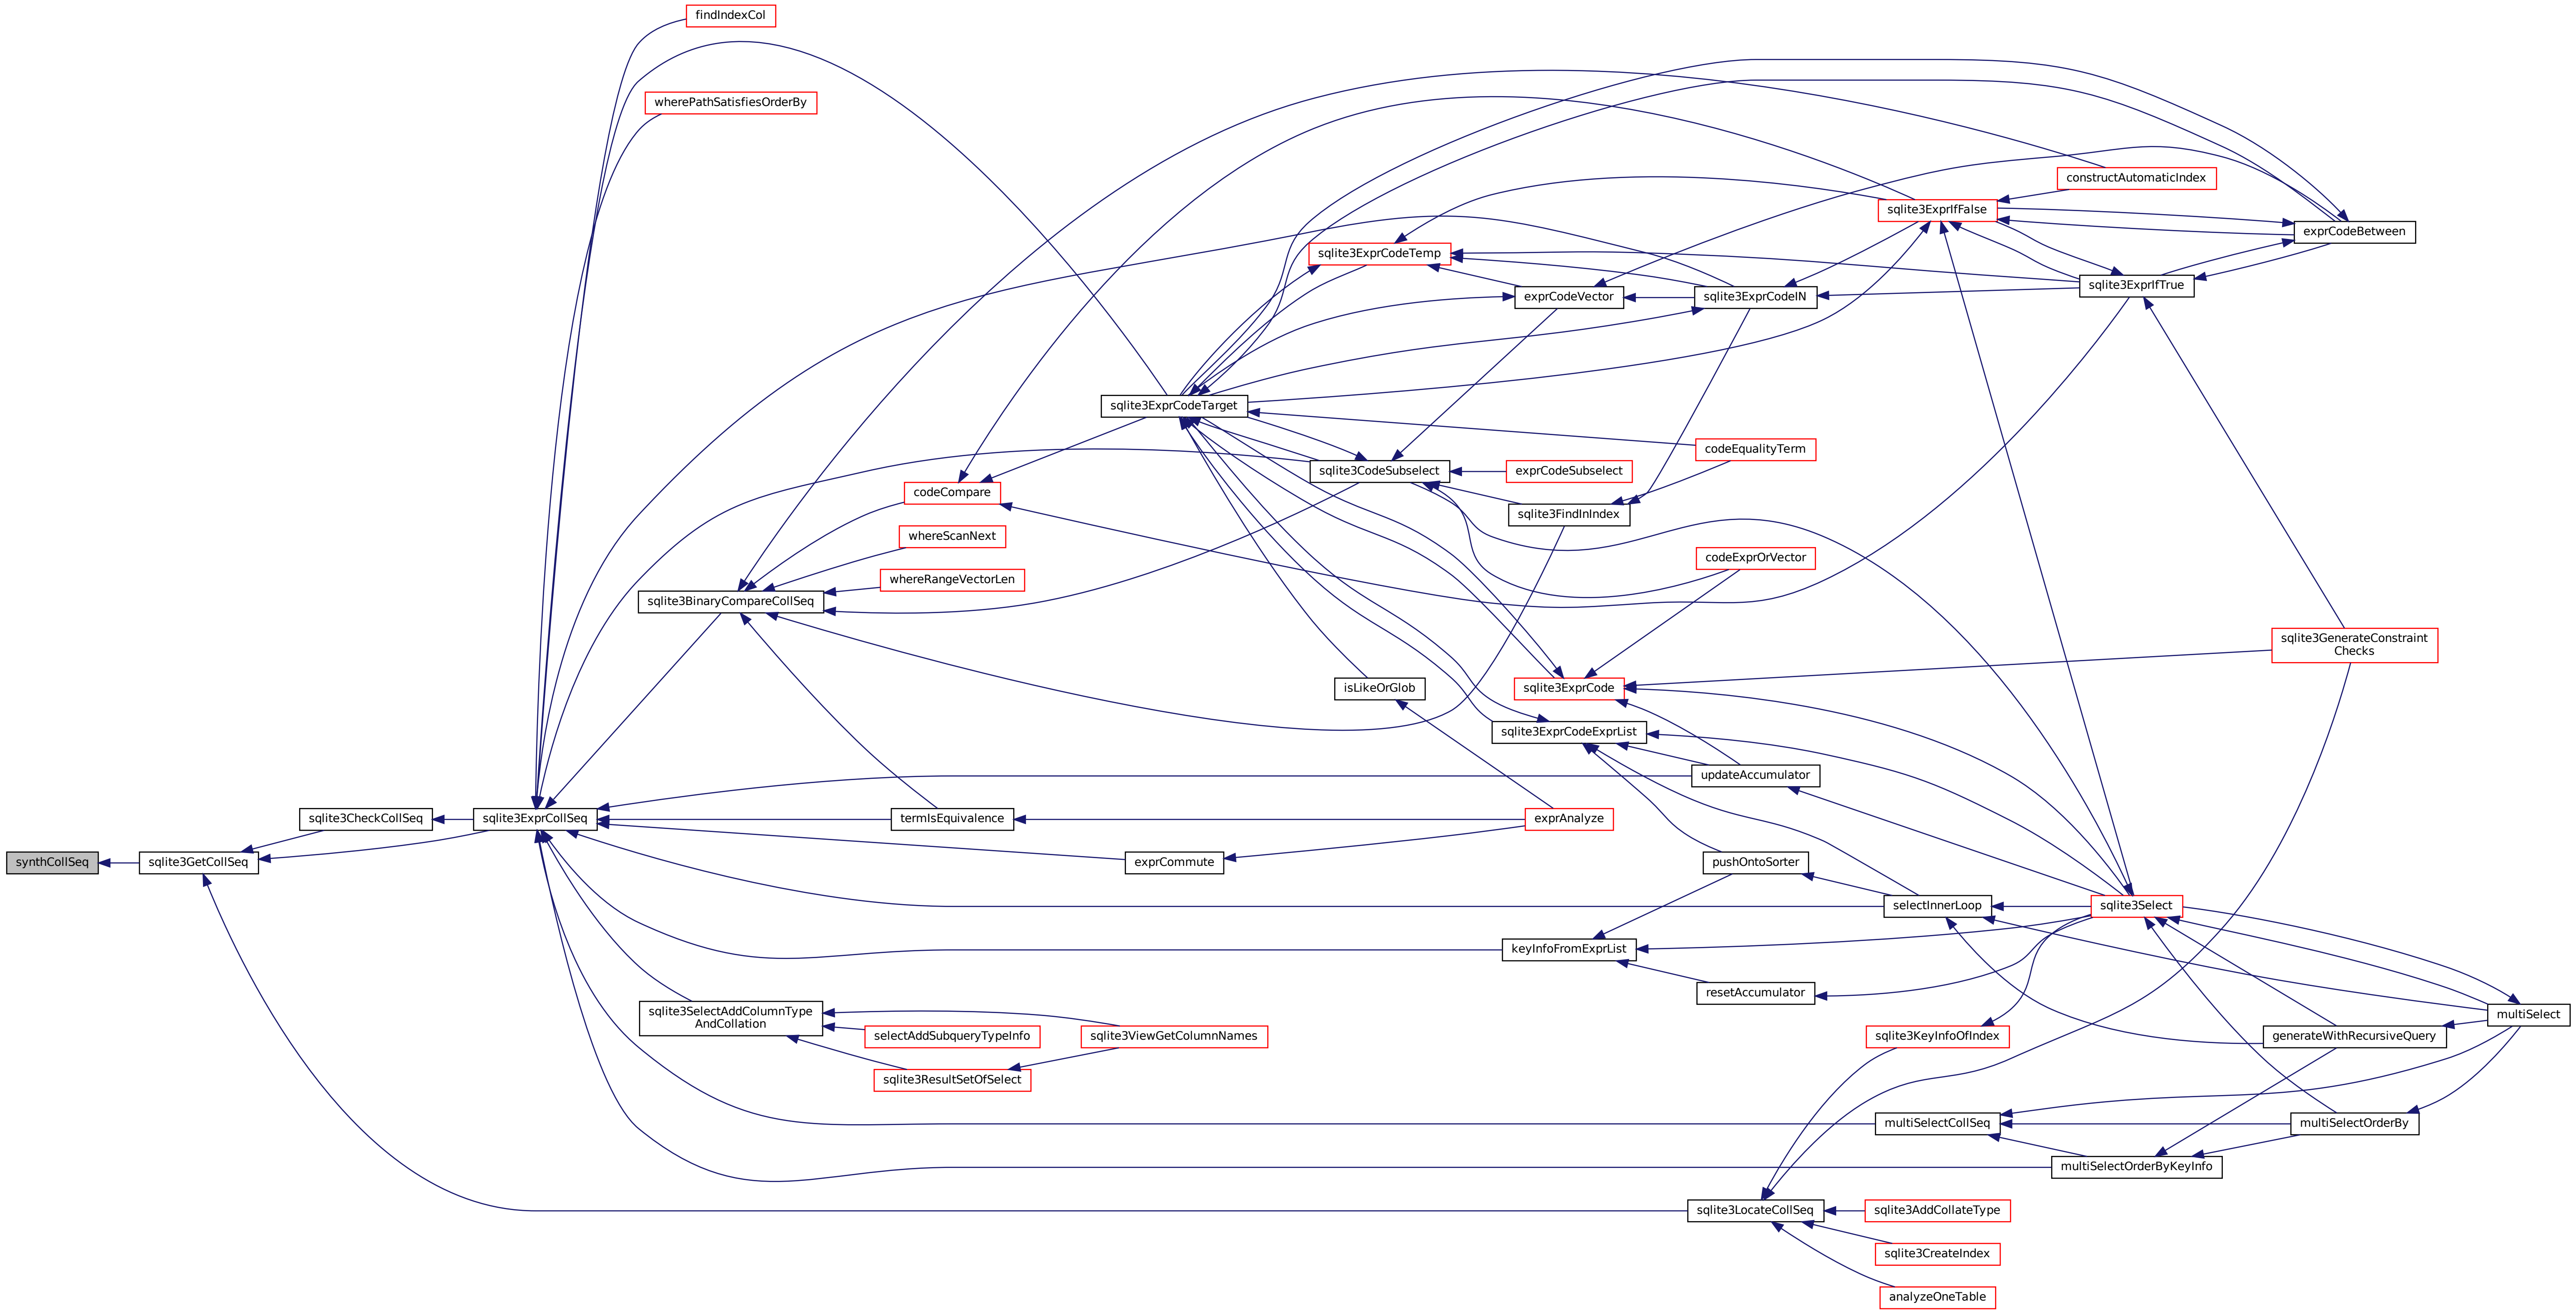 findIndexCol
wherePathSatisfiesOrderBy
constructAutomaticIndex
sqlite3ExprIfFalse
exprCodeBetween
sqlite3ExprCodeTemp
sqlite3ExprIfTrue
exprCodeVector
sqlite3ExprCodeIN
sqlite3ExprCodeTarget
codeEqualityTerm
sqlite3CodeSubselect
exprCodeSubselect
codeCompare
sqlite3FindInIndex
whereScanNext
codeExprOrVector
whereRangeVectorLen
sqlite3BinaryCompareCollSeq
sqlite3GenerateConstraint
Checks
isLikeOrGlob
sqlite3ExprCode
sqlite3ExprCodeExprList
updateAccumulator
sqlite3CheckCollSeq
sqlite3ExprCollSeq
termIsEquivalence
exprAnalyze
synthCollSeq
sqlite3GetCollSeq
exprCommute
pushOntoSorter
selectInnerLoop
sqlite3Select
keyInfoFromExprList
resetAccumulator
sqlite3SelectAddColumnType
AndCollation
multiSelect
selectAddSubqueryTypeInfo
sqlite3ViewGetColumnNames
sqlite3KeyInfoOfIndex
generateWithRecursiveQuery
sqlite3ResultSetOfSelect
multiSelectCollSeq
multiSelectOrderBy
multiSelectOrderByKeyInfo
sqlite3LocateCollSeq
sqlite3AddCollateType
sqlite3CreateIndex
analyzeOneTable